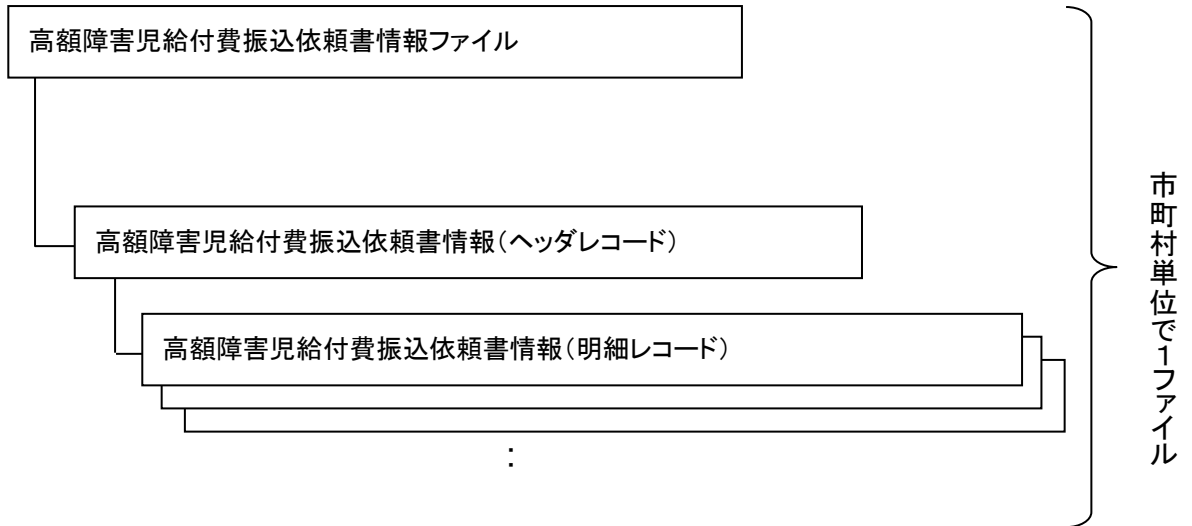 高額障害児給付費振込依頼書情報ファイル
高額障害児給付費振込依頼書情報(ヘッダレコード)
高額障害児給付費振込依頼書情報(明細レコード)
:
市町村単位で1ファイル